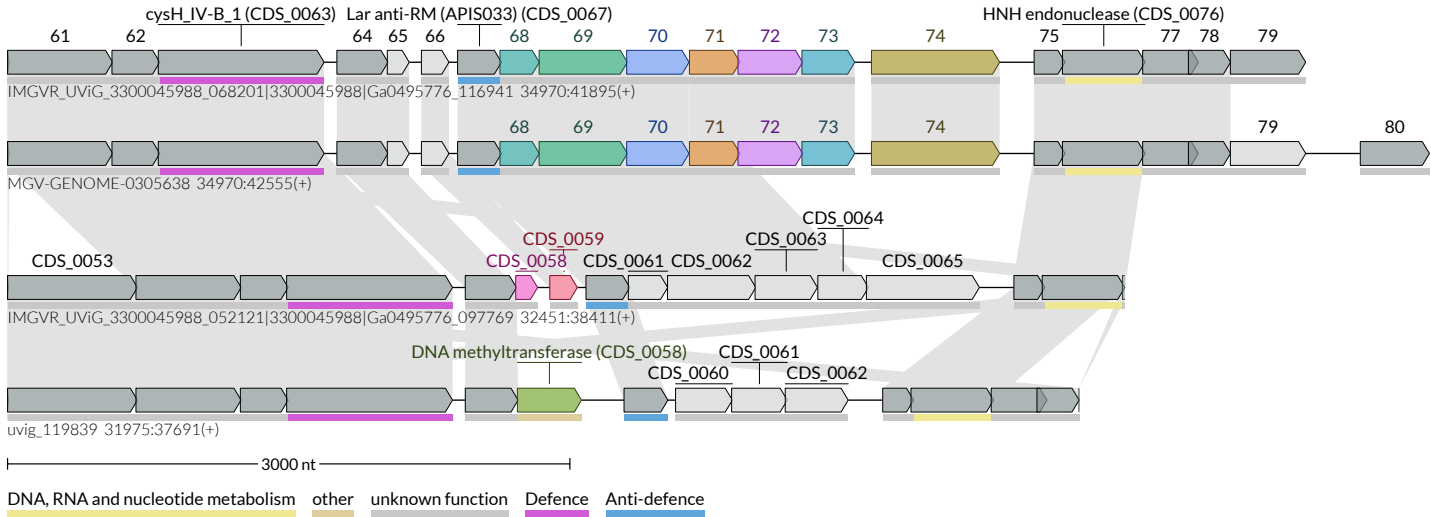 cysH_IV-B_1 (CDS_0063) Lar anti-RM (APIS033) (CDS_0067) HNH endonuclease (CDS_0076)
61 62 64 65 66 68 69 70 71 72 73 74 75 77 78 79
IMGVR_UViG_3300045988_068201|3300045988|Ga0495776_116941 34970:41895(+)
68 69 70 71 72 73 74 79 80
MGV-GENOME-0305638 34970:42555(+)
CDS_0064
CDS_0059 CDS_0063
CDS_0053 CDS_0058 CDS_0061 CDS_0062 CDS_0065
IMGVR_UViG_3300045988_052121|3300045988|Ga0495776_097769 32451:38411(+)
DNA methyltransferase (CDS_0058) CDS_0061
CDS_0060 CDS_0062
uvig_119839 31975:37691(+)
3000 nt
DNA, RNA and nucleotide metabolism other unknown function Defence Anti-defence